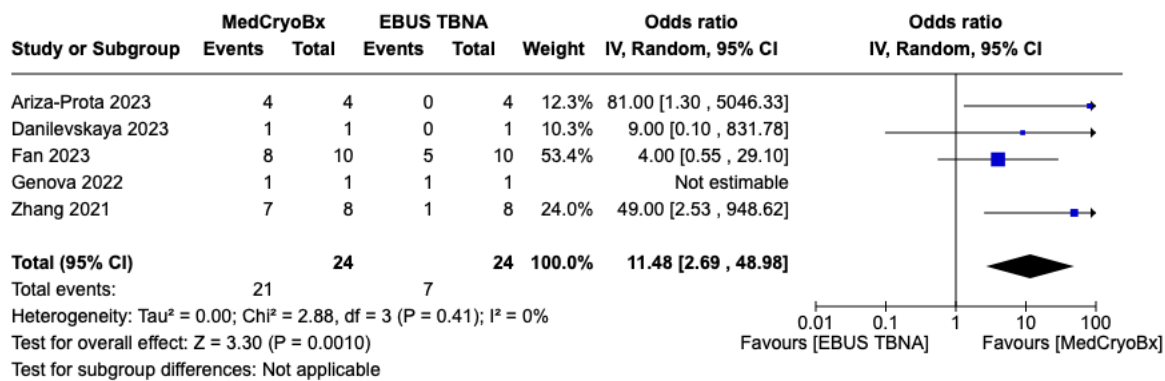 MedCryoBx EBUS TBNA Odds ratio Odds ratio
Study or Subgroup Events Total Events Total Weight IV, Random, 95% CI IV, Random, 95% CI
Ariza-Prota 2023 4 4 0 4 12.3% 81.00 [1.30 , 5046.33]
Danilevskaya 2023 1 1 0 1 10.3% 9.00 [0.10 , 831.78]
Fan 2023 8 10 5 10 53.4% 4.00 [0.55 , 29.10]
Genova 2022 1 1 1 1 Not estimable
Zhang 2021 7 8 1 8 24.0% 49.00 [2.53 , 948.62]
Total (95% CI) 24 24 100.0% 11.48 [2.69 , 48.98]
Total events: 21 7
Heterogeneity: Tau² = 0.00; Chi² = 2.88, df = 3 (P = 0.41); I² = 0%
0.01 0.1 1 10 100
Test for overall effect: Z = 3.30 (P = 0.0010) Favours [EBUS TBNA] Favours [MedCryoBx]
Test for subgroup differences: Not applicable